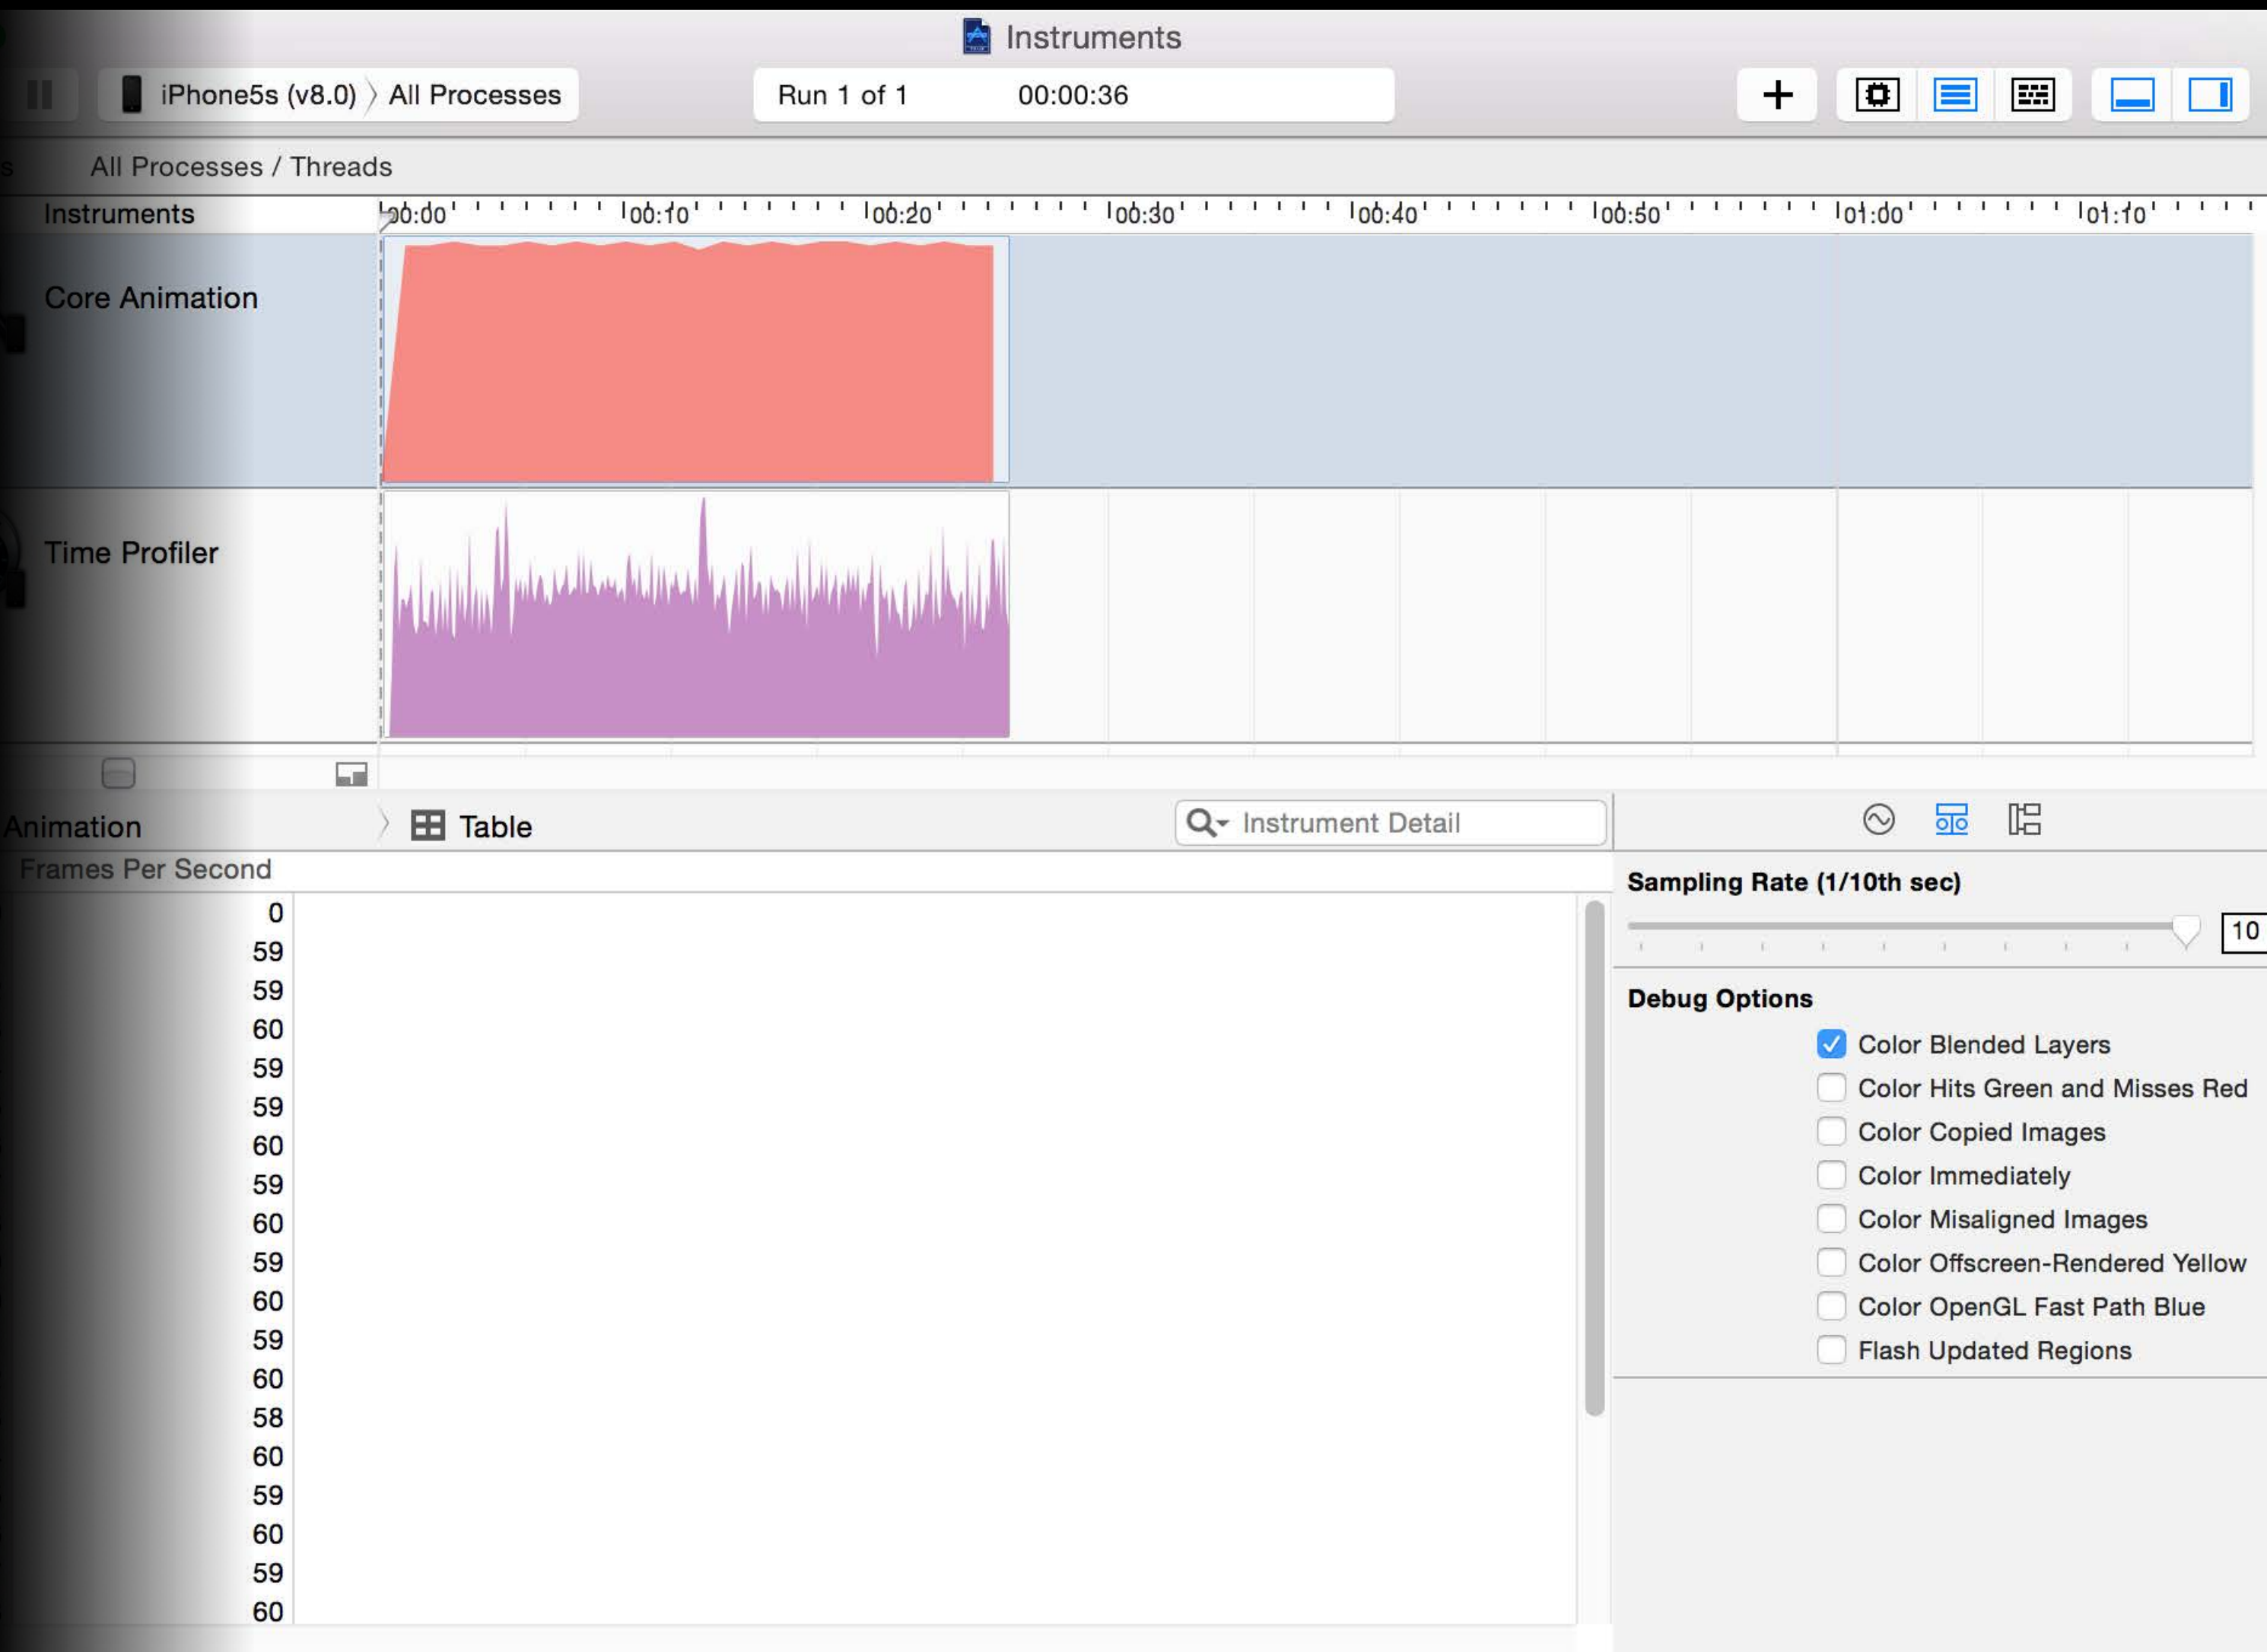 Instruments
iPhone5s (v8.0) 〉 All Processes
Run 1 of 1 00:00:36
s All Processes / Threads
Instruments 00:00 00:10 00:20 00:30 00:40 00:50 01:00 01:10
Core Animation
Time Profiler
Animation 〉 Table Instrument Detail
Frames Per Second
0
59
59
60
59
59
60
59
60
59
60
59
60
58
60
59
60
59
60
Sampling Rate (1/10th sec)
10
Debug Options
Color Blended Layers
Color Hits Green and Misses Red
Color Copied Images
Color Immediately
Color Misaligned Images
Color Offscreen-Rendered Yellow
Color OpenGL Fast Path Blue
Flash Updated Regions